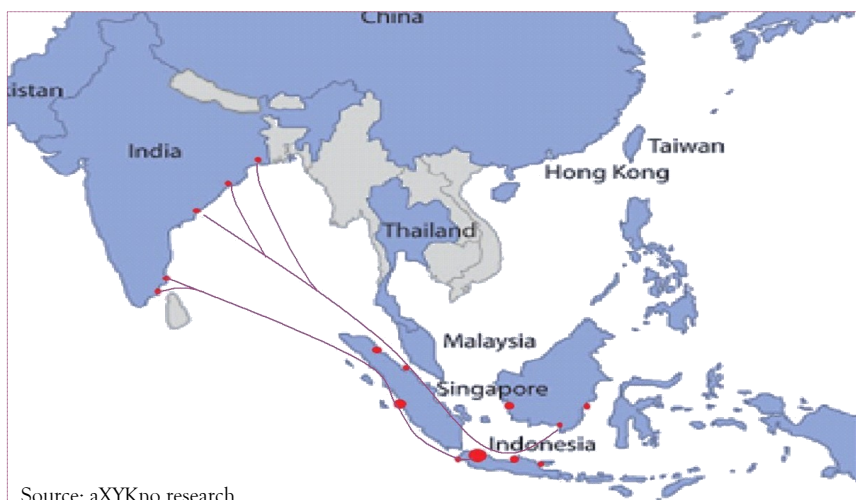 China
kistan
India
Taiwan
Hong Kong
Thailand
Malaysia
Singapore
Indonesia
Source: aXYKno research